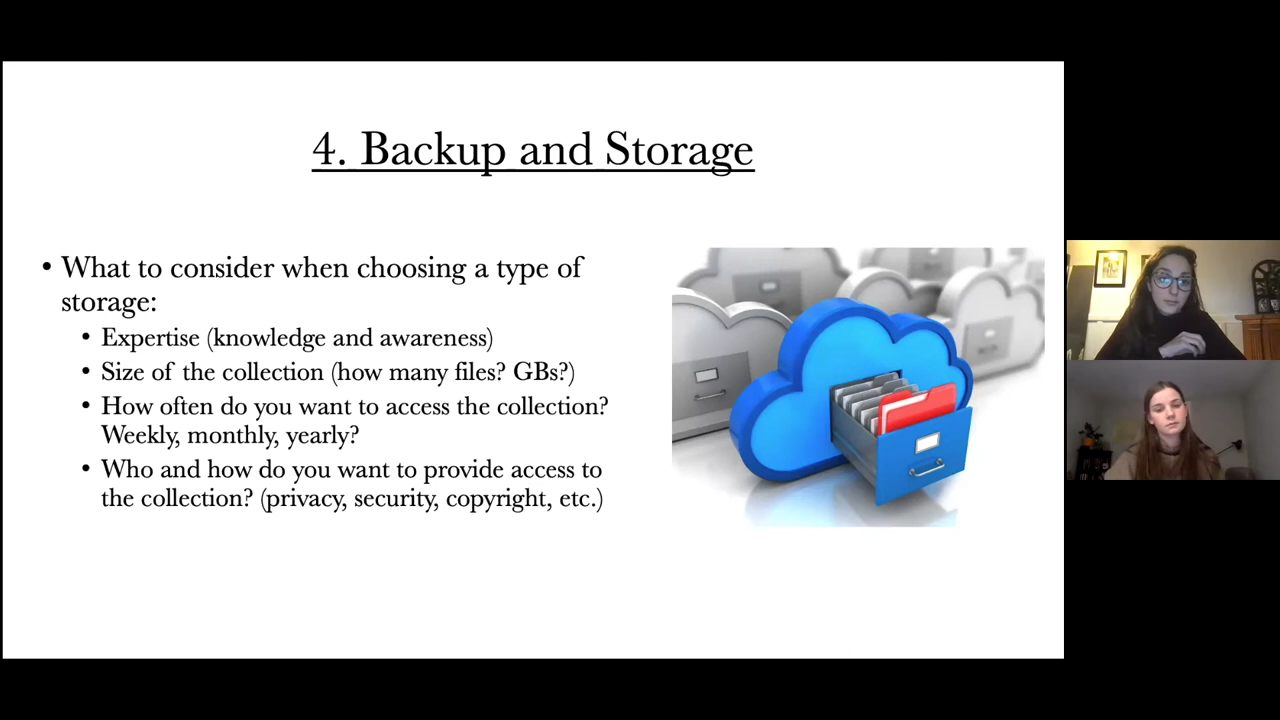 4. Backup and Storage
• What to consider when choosing a type of
storage:
• Expertise (knowledge and awareness)
• Size of the collection (how many files? GBs?)
• How often do you want to access the collection?
Weekly, monthly, yearly?
• Who and how do you want to provide access to
the collection? (privacy, security, copyright, etc.)